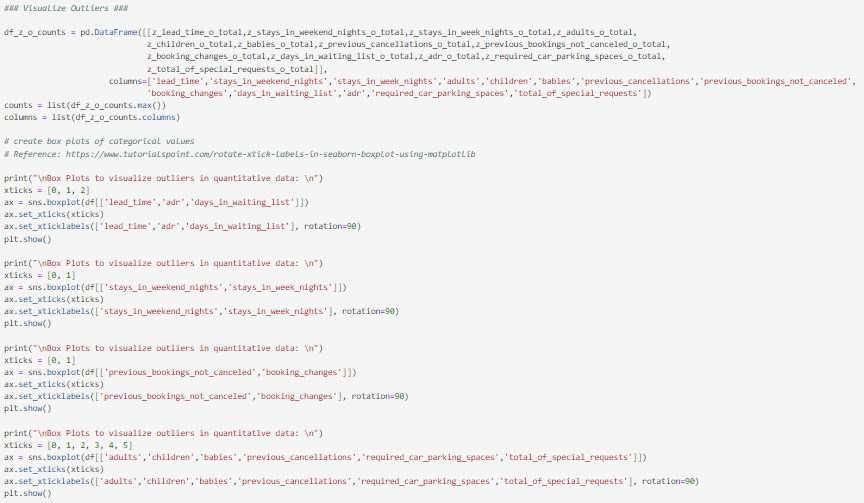 ### Visualize Outliers ###
df_z_o_counts = pd.DataFrame([[z_lead_time_o_total,z_stays_in_weekend_nights_o_total,z_stays_in_week_nights_o_total,z_adults_o_total,
z_children_o_total,z_babies_o_total,z_previous_cancellations_o_total,z_previous_bookings_not_canceled_o_total,
z_booking_changes_o_total,z_days_in_waiting_list_o_total,z_adr_o_total,z_required_car_parking_spaces_o_total,
z_total_of_special_requests_o_total]],
columns=['lead_time','stays_in_weekend_nights','stays_in_week_nights','adults','children','babies','previous_cancellations','previous_bookings_not_canceled',
'booking_changes','days_in_waiting_list','adr','required_car_parking_spaces','total_of_special_requests'])
counts = list(df_z_o_counts.max())
columns = list(df_z_o_counts.columns)
# create box plots of categorical values
# Reference: https://www.tutorialspoint.com/rotate-xtick-labels-in-seaborn-boxplot-using-matplotlib
print("\nBox Plots to visualize outliers in quantitative data: \n")
xticks = [0, 1, 2]
ax = sns.boxplot(df[['lead_time','adr','days_in_waiting_list']])
ax.set_xticks(xticks)
ax.set_xticklabels(['lead_time','adr','days_in_waiting_list'], rotation=90)
plt.show()
print("\nBox Plots to visualize outliers in quantitative data: \n")
xticks = [0, 1]
ax = sns.boxplot(df[['stays_in_weekend_nights','stays_in_week_nights']])
ax.set_xticks(xticks)
ax.set_xticklabels(['stays_in_weekend_nights','stays_in_week_nights'], rotation=90)
plt.show()
print("\nBox Plots to visualize outliers in quantitative data: \n")
xticks = [0, 1]
ax = sns.boxplot(df[['previous_bookings_not_canceled','booking_changes']])
ax.set_xticks(xticks)
ax.set_xticklabels(['previous_bookings_not_canceled','booking_changes'], rotation=90)
plt.show()
print("\nBox Plots to visualize outliers in quantitative data: \n")
xticks = [0, 1, 2, 3, 4, 5]
ax = sns.boxplot(df[['adults','children','babies','previous_cancellations','required_car_parking_spaces','total_of_special_requests']])
ax.set_xticks(xticks)
ax.set_xticklabels(['adults','children','babies','previous_cancellations','required_car_parking_spaces','total_of_special_requests'], rotation=90)
plt.show()